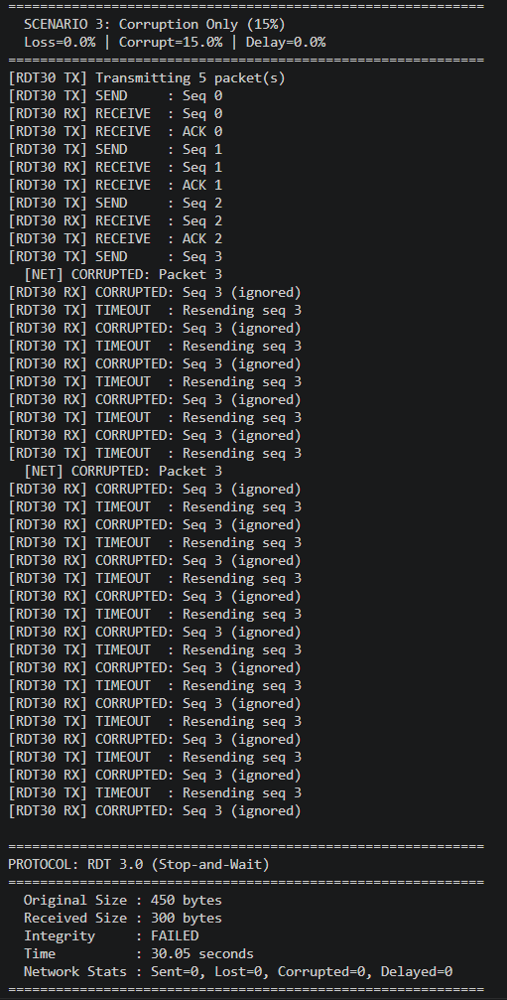 ============================================================
  SCENARIO 3: Corruption Only (15%)
  Loss=0.0% | Corrupt=15.0% | Delay=0.0%
============================================================
[RDT30 TX] Transmitting 5 packet(s)
[RDT30 TX] SEND     : Seq 0
[RDT30 RX] RECEIVE  : Seq 0
[RDT30 TX] RECEIVE  : ACK 0
[RDT30 TX] SEND     : Seq 1
[RDT30 RX] RECEIVE  : Seq 1
[RDT30 TX] RECEIVE  : ACK 1
[RDT30 TX] SEND     : Seq 2
[RDT30 RX] RECEIVE  : Seq 2
[RDT30 TX] RECEIVE  : ACK 2
[RDT30 TX] SEND     : Seq 3
  [NET] CORRUPTED: Packet 3
[RDT30 RX] CORRUPTED: Seq 3 (ignored)
[RDT30 TX] TIMEOUT  : Resending seq 3
[RDT30 RX] CORRUPTED: Seq 3 (ignored)
[RDT30 TX] TIMEOUT  : Resending seq 3
[RDT30 RX] CORRUPTED: Seq 3 (ignored)
[RDT30 TX] TIMEOUT  : Resending seq 3
[RDT30 RX] CORRUPTED: Seq 3 (ignored)
[RDT30 TX] TIMEOUT  : Resending seq 3
[RDT30 RX] CORRUPTED: Seq 3 (ignored)
[RDT30 TX] TIMEOUT  : Resending seq 3
  [NET] CORRUPTED: Packet 3
[RDT30 RX] CORRUPTED: Seq 3 (ignored)
[RDT30 TX] TIMEOUT  : Resending seq 3
[RDT30 RX] CORRUPTED: Seq 3 (ignored)
[RDT30 TX] TIMEOUT  : Resending seq 3
[RDT30 RX] CORRUPTED: Seq 3 (ignored)
[RDT30 TX] TIMEOUT  : Resending seq 3
[RDT30 RX] CORRUPTED: Seq 3 (ignored)
[RDT30 TX] TIMEOUT  : Resending seq 3
[RDT30 RX] CORRUPTED: Seq 3 (ignored)
[RDT30 TX] TIMEOUT  : Resending seq 3
[RDT30 RX] CORRUPTED: Seq 3 (ignored)
[RDT30 TX] TIMEOUT  : Resending seq 3
[RDT30 RX] CORRUPTED: Seq 3 (ignored)
[RDT30 TX] TIMEOUT  : Resending seq 3
[RDT30 RX] CORRUPTED: Seq 3 (ignored)
[RDT30 TX] TIMEOUT  : Resending seq 3
[RDT30 RX] CORRUPTED: Seq 3 (ignored)
[RDT30 TX] TIMEOUT  : Resending seq 3
[RDT30 RX] CORRUPTED: Seq 3 (ignored)

============================================================
PROTOCOL: RDT 3.0 (Stop-and-Wait)
============================================================
  Original Size : 450 bytes
  Received Size : 300 bytes
  Integrity     : FAILED
  Time          : 30.05 seconds
  Network Stats : Sent=0, Lost=0, Corrupted=0, Delayed=0
============================================================